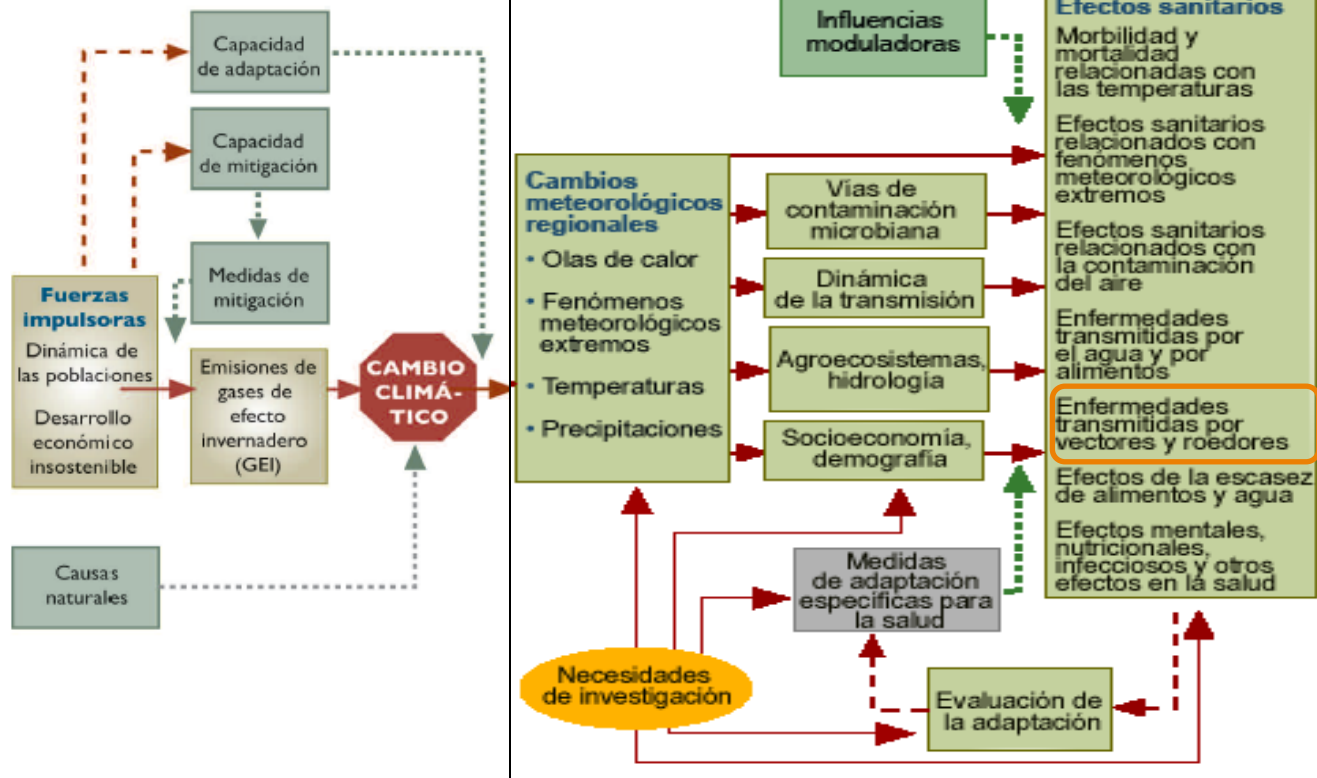 Capacidad
de adaptación
Capacidad
de mitigación
Medidas de
mitigación
Fuerzas
impulsoras
Dinámica de
las poblaciones
Desarrollo
económico
insostenible
Emisiones de
gases de
efecto
invernadero
(GEI)
CAMBIO
CLIMÁ-
TICO
Causas
naturales
Influencias
moduladoras
Cambios
meteorológicos
regionales
• Olas de calor
• Fenómenos
meteorológicos
extremos
• Temperaturas
• Precipitaciones
Vías de
contaminación
microbiana
Dinámica
de la transmisión
Agroecosistemas,
hidrología
Socioeconomía,
demografía
Medidas
de adaptación
específicas para
la salud
Necesidades
de investigación
Evaluación de
la adaptación
Efectos sanitarios
Morbilidad y
mortalidad
relacionadas con
las temperaturas
Efectos sanitarios
relacionados con
fenómenos
meteorológicos
extremos
Efectos sanitarios
relacionados con
la contaminación
del aire
Enfermedades
transmitidas por
el agua y por
alimentos
Enfermedades
transmitidas por
vectores y roedores
Efectos de la escasez
de alimentos y agua
Efectos mentales,
nutricionales,
infecciosos y otros
efectos en la salud